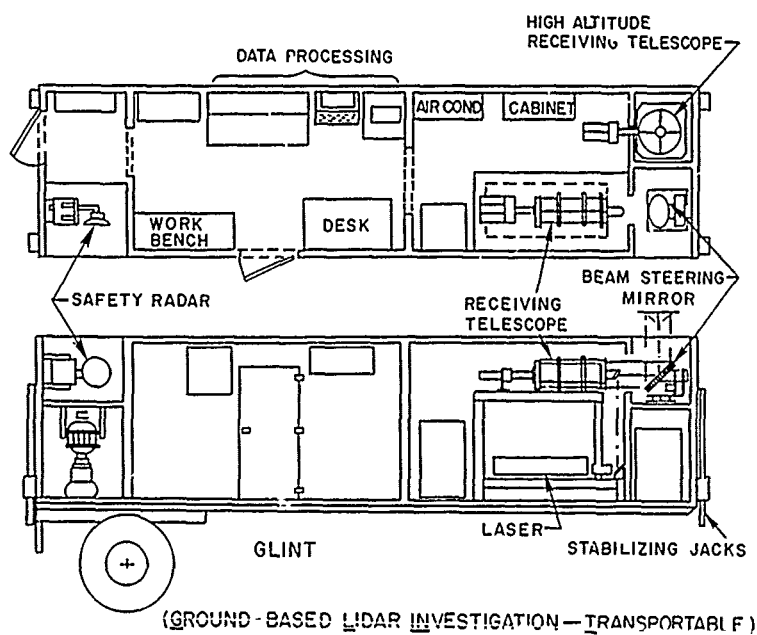 HIGH ALTITUDE
RECEIVING TELESCOPE
DATA PROCESSING
AIR COND
CABINET
WORK
BENCH
DESK
SAFETY RADAR
RECEIVING
TELESCOPE
BEAM STEERING
MIRROR
LASER
STABILIZING JACKS
GLINT
(GROUND-BASED LIDAR INVESTIGATION—TRANSPORTABLE)